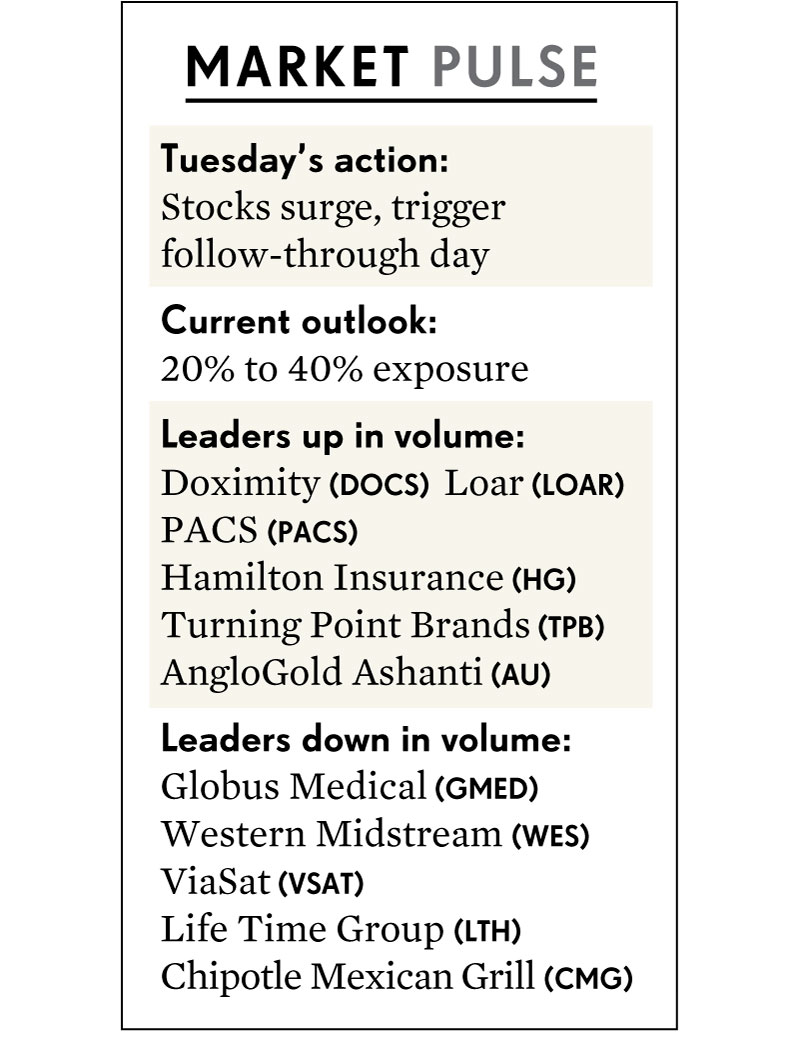 MARKET PULSE
Tuesday’s action:
Stocks surge, trigger
follow-through day
Current outlook:
20% to 40% exposure
Leaders up in volume:
Doximity (DOCS) Loar (LOAR)
PACS (PACS)
Hamilton Insurance (HG)
Turning Point Brands (TPB)
AngloGold Ashanti (AU)
Leaders down in volume:
Globus Medical (GMED)
Western Midstream (WES)
ViaSat (VSAT)
Life Time Group (LTH)
Chipotle Mexican Grill (CMG)